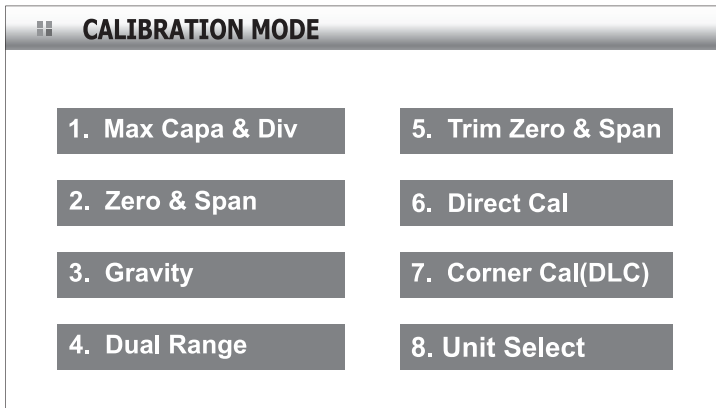 CALIBRATION MODE
1. Max Capa & Div
2. Zero & Span
3. Gravity
4. Dual Range
5. Trim Zero & Span
6. Direct Cal
7. Corner Cal(DLC)
8. Unit Select